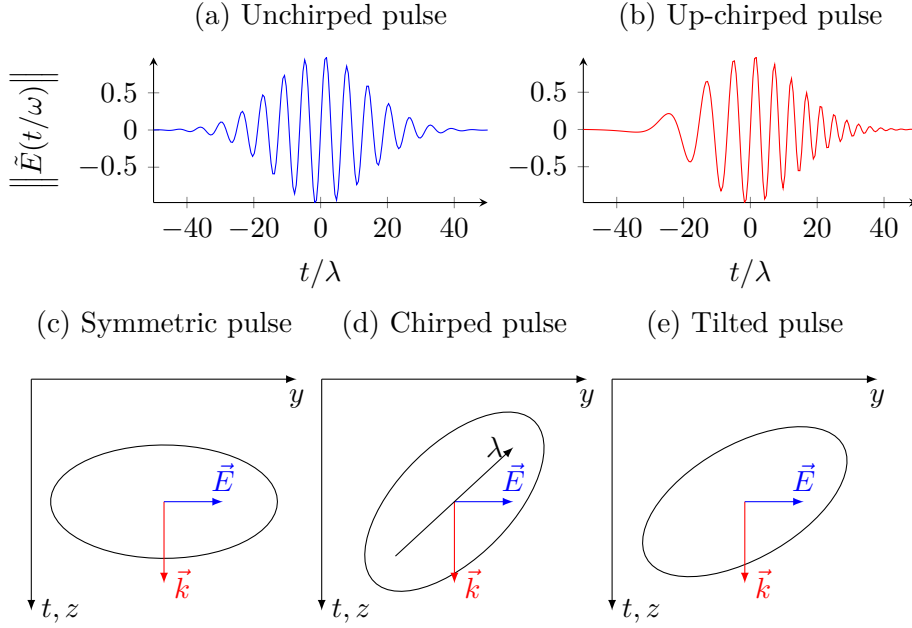 (a) Unchirped pulse
(b) Up-chirped pulse
‖Ẽ(t/ω)‖
0.5
0
−0.5
−40 −20 0 20 40
t/λ
0.5
0
−0.5
−40 −20 0 20 40
t/λ
(c) Symmetric pulse
(d) Chirped pulse
(e) Tilted pulse
y
E⃗
k⃗
t, z
y
λ
E⃗
k⃗
t, z
y
E⃗
k⃗
t, z